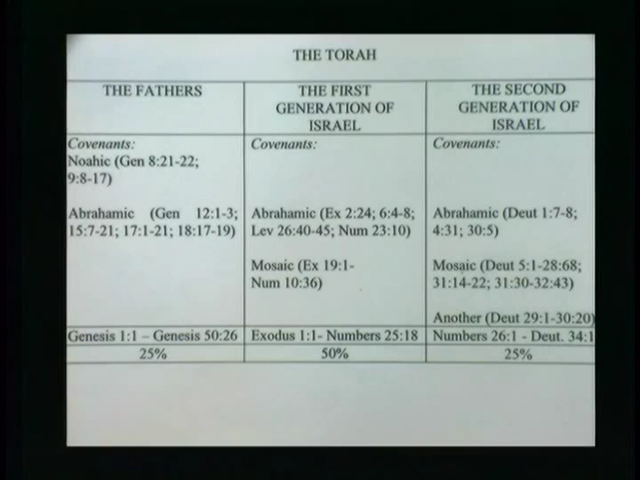 THE TORAH
THE FATHERS
Covenants:
Noahic (Gen 8:21-22;
9:8-17)
Abrahamic (Gen 12:1-3;
15:7-21; 17:1-21; 18:17-19)
Genesis 1:1 – Genesis 50:26
25%
THE FIRST
GENERATION OF
ISRAEL
Covenants:
Abrahamic (Ex 2:24; 6:4-8;
Lev 26:40-45; Num 23:10)
Mosaic (Ex 19:1-
Num 10:36)
Exodus 1:1- Numbers 25:18
50%
THE SECOND
GENERATION OF
ISRAEL
Covenants:
Abrahamic (Deut 1:7-8;
4:31; 30:5)
Mosaic (Deut 5:1-28:68;
31:14-22; 31:30-32:43)
Another (Deut 29:1-30:20)
Numbers 26:1 - Deut. 34:1
25%